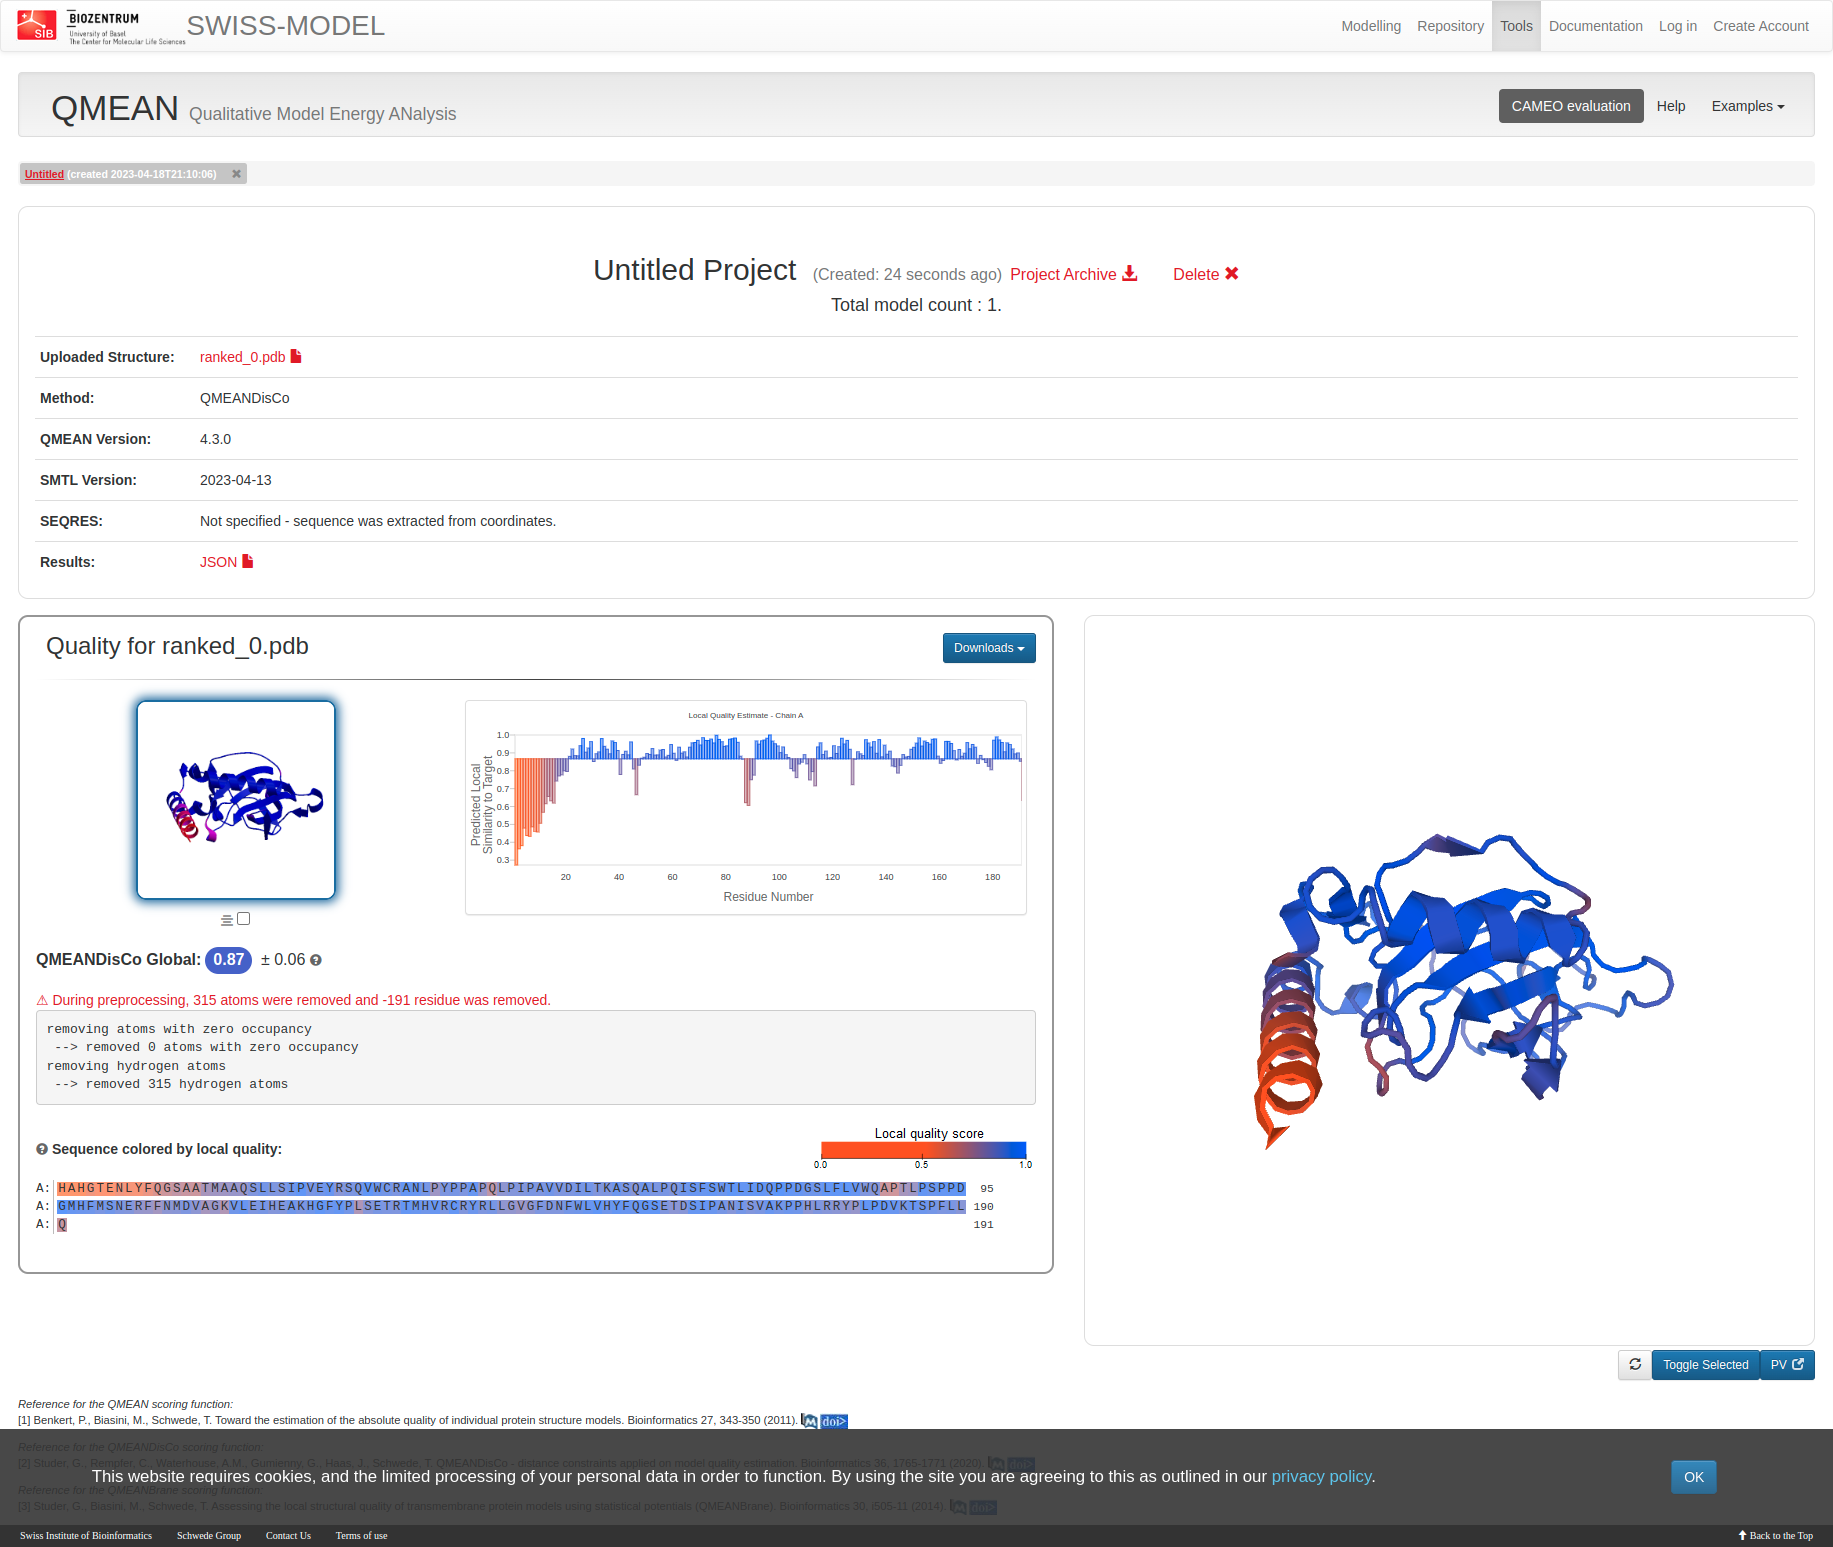 SIB
BIOZENTRUM
University of Basel
The Center for Molecular Life Sciences
SWISS-MODEL
Modelling Repository Tools Documentation Log in Create Account
QMEAN Qualitative Model Energy ANalysis
CAMEO evaluation Help Examples
Untitled (created 2023-04-18T21:10:06)
Untitled Project (Created: 24 seconds ago) Project Archive Delete
Total model count : 1.
Uploaded Structure: ranked_0.pdb
Method: QMEANDisCo
QMEAN Version: 4.3.0
SMTL Version: 2023-04-13
SEQRES: Not specified - sequence was extracted from coordinates.
Results: JSON
Quality for ranked_0.pdb
Downloads
Local Quality Estimate - Chain A
Predicted Local
Similarity to Target
1.0
0.9
0.8
0.7
0.6
0.5
0.4
0.3
20 40 60 80 100 120 140 160 180
Residue Number
QMEANDisCo Global: 0.87 ± 0.06
During preprocessing, 315 atoms were removed and -191 residue was removed.
removing atoms with zero occupancy
--> removed 0 atoms with zero occupancy
removing hydrogen atoms
--> removed 315 hydrogen atoms
Sequence colored by local quality:
Local quality score
0.0 0.5 1.0
A: HAHGTENLYFQGSAATMAAQSLLSIPVEYRSQVWCRANLPYPPAPQLPIPAVVDILTKASQALPQISFSWTLIDQPPDGSLFLVWQAPTLPSPPD 95
A: GMHFMSNERFFNMDVAGKVLEIHEAKHGFYPLSETRTMHVRCRYRLLGVGFDNFWLVHYFQGSETDSIPANISVAKPPHLRRYPLPDVKTSPFLL 190
A: Q 191
Toggle Selected PV
Reference for the QMEAN scoring function:
[1] Benkert, P., Biasini, M., Schwede, T. Toward the estimation of the absolute quality of individual protein structure models. Bioinformatics 27, 343-350 (2011). M doi>
Reference for the QMEANDisCo scoring function:
[2] Studer, G., Rempfer, C., Waterhouse, A.M., Gumienny, G., Haas, J., Schwede, T. QMEANDisCo - distance constraints applied on model quality estimation. Bioinformatics 36, 1765-1771 (2020). M doi>
This website requires cookies, and the limited processing of your personal data in order to function. By using the site you are agreeing to this as outlined in our privacy policy.
OK
Reference for the QMEANBrane scoring function:
[3] Studer, G., Biasini, M., Schwede, T. Assessing the local structural quality of transmembrane protein models using statistical potentials (QMEANBrane). Bioinformatics 30, i505-11 (2014). M doi>
Swiss Institute of Bioinformatics Schwede Group Contact Us Terms of use Back to the Top